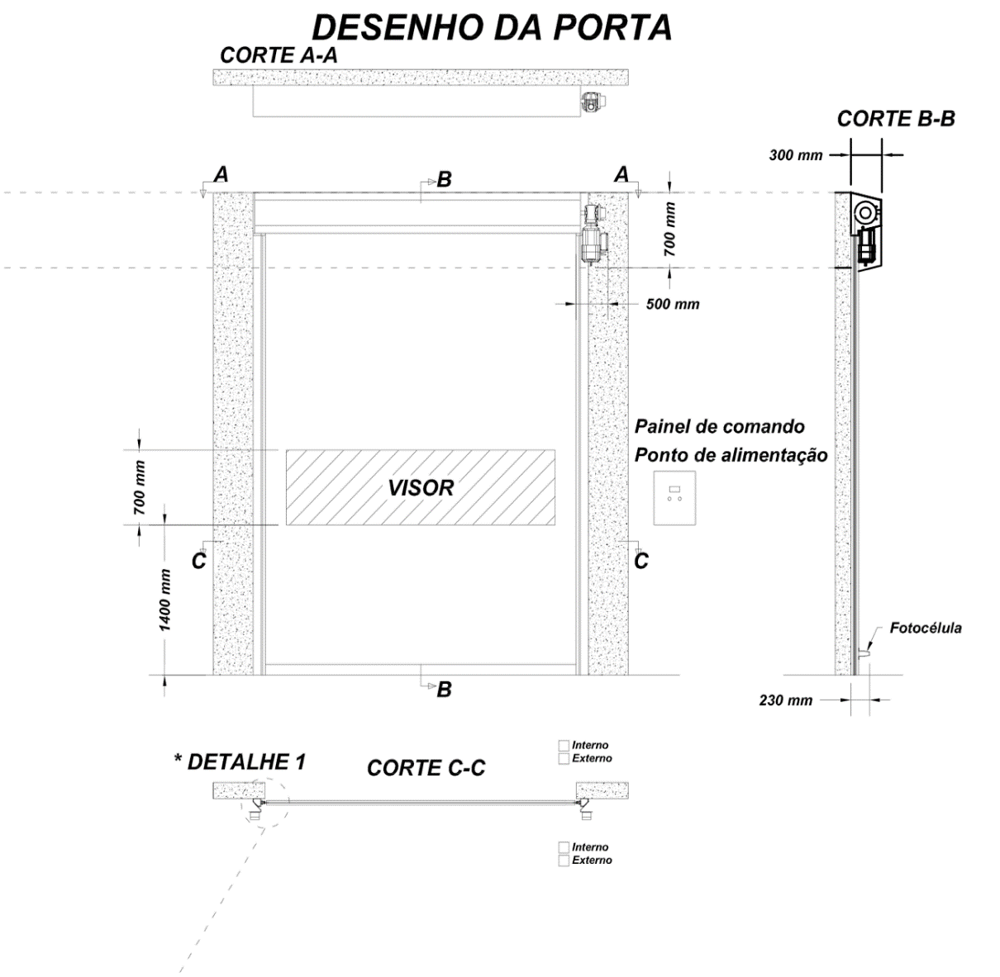 DESENHO DA PORTA
CORTE A-A
CORTE B-B
300 mm
A
B
A
700 mm
500 mm
Painel de comando
Ponto de alimentação
700 mm
VISOR
C
C
1400 mm
Fotocélula
B
230 mm
Interno
Externo
* DETALHE 1
CORTE C-C
Interno
Externo